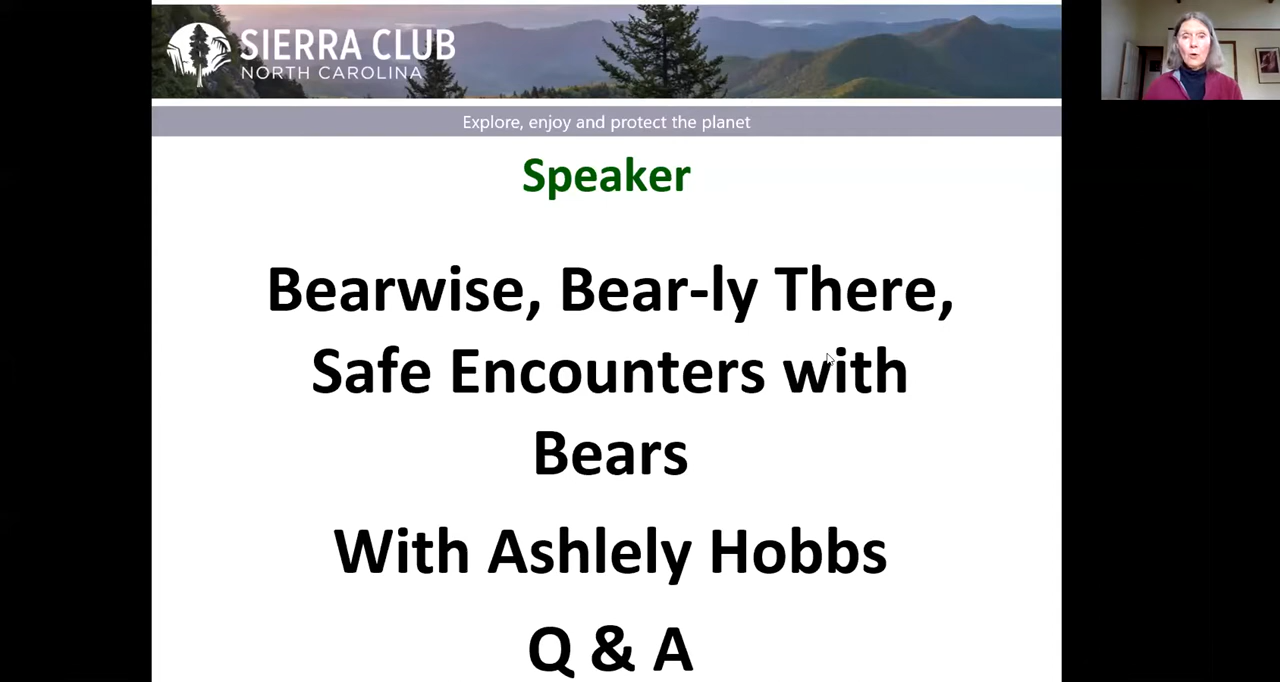 SIERRA CLUB
NORTH CAROLINA
Explore, enjoy and protect the planet
Speaker
Bearwise, Bear-ly There,
Safe Encounters with
Bears
With Ashlely Hobbs
Q & A